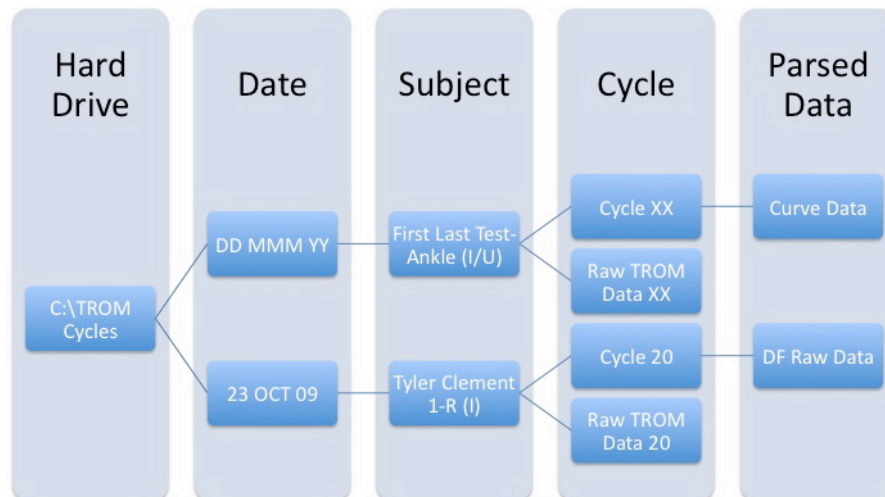 Hard
Drive
Date
Subject
Cycle
Parsed
Data
C:\TROM
Cycles
DD MMM YY
First Last Test-
Ankle (I/U)
Cycle XX
Curve Data
Raw TROM
Data XX
23 OCT 09
Tyler Clement
1-R (I)
Cycle 20
DF Raw Data
Raw TROM
Data 20